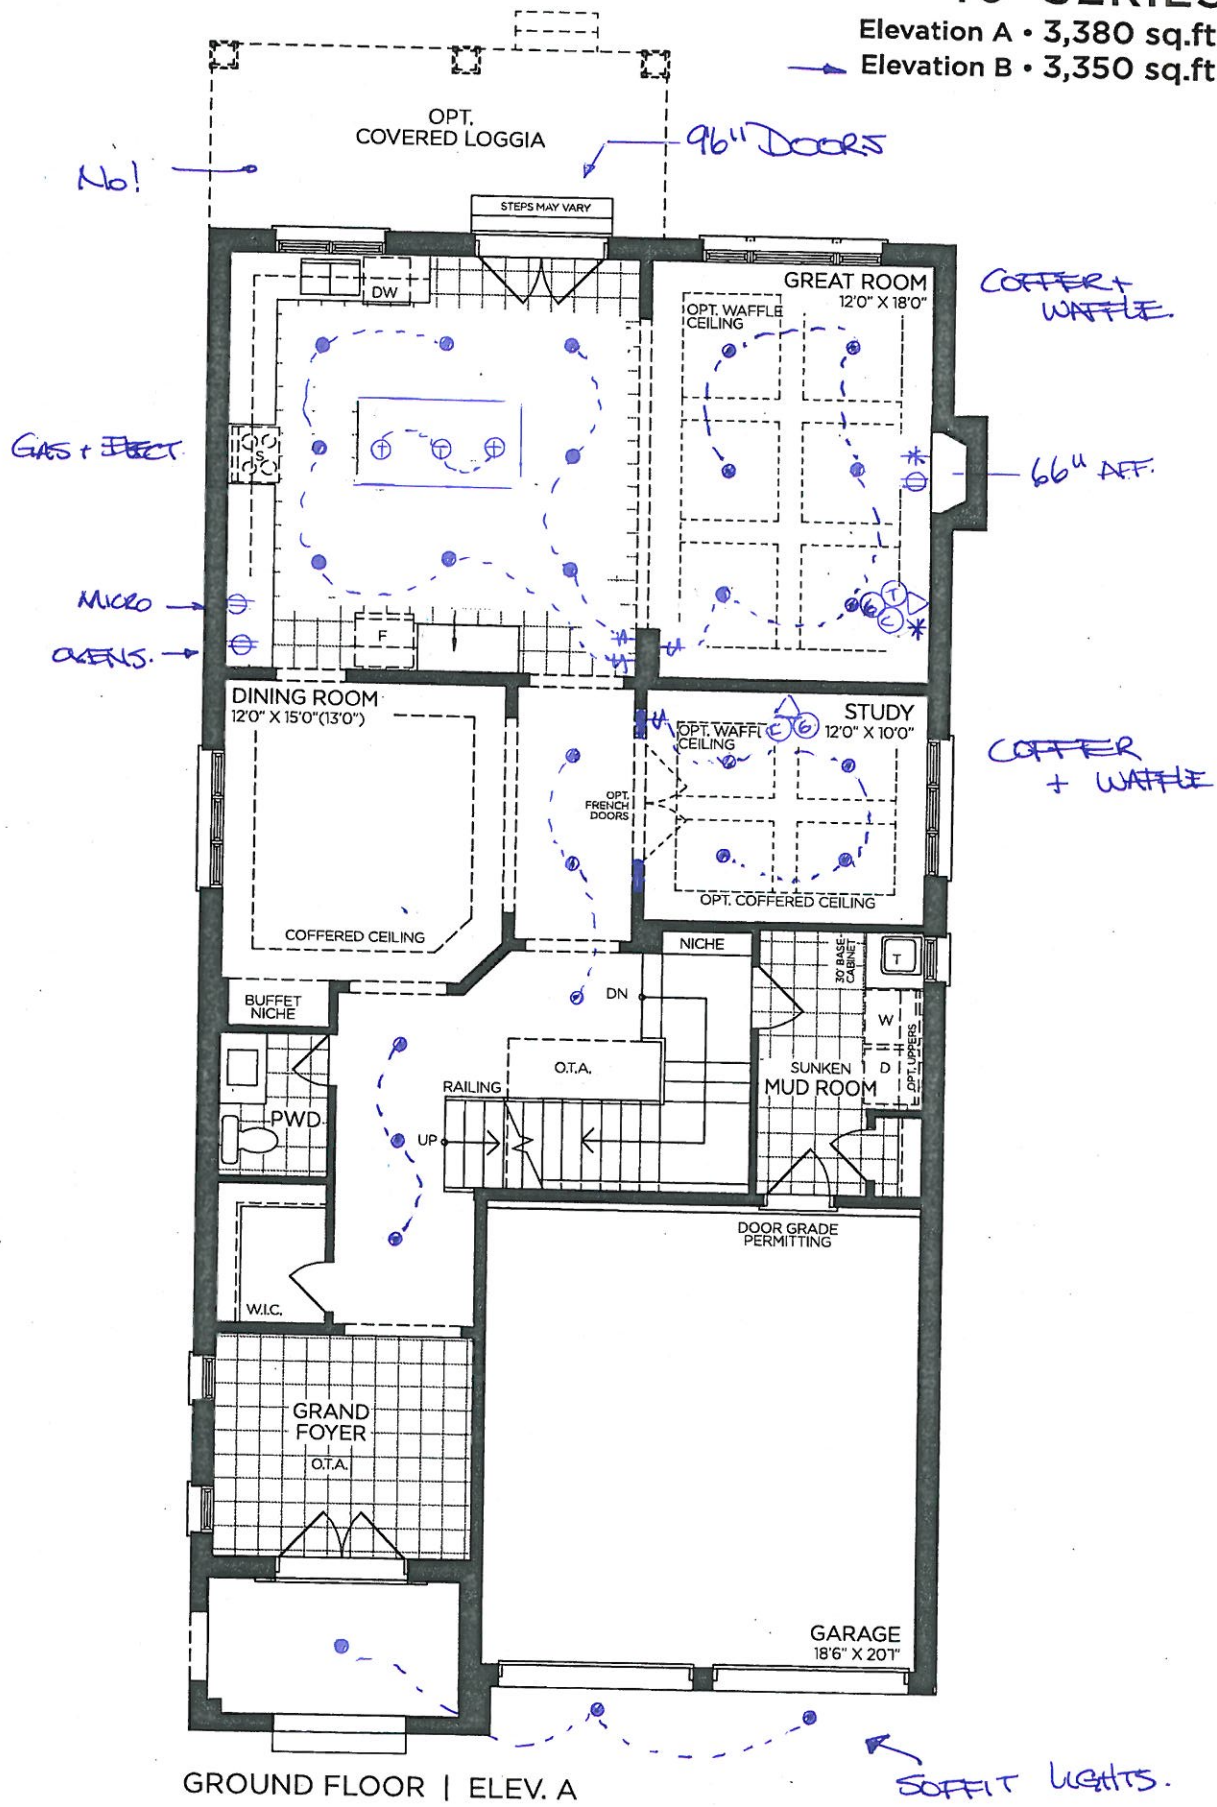 SERIES
Elevation A • 3,380 sq.ft
Elevation B • 3,350 sq.ft
OPT.
COVERED LOGGIA
96" DOORS
No!
STEPS MAY VARY
DW
GREAT ROOM
12'0" X 18'0"
COFFER +
WAFFLE.
OPT. WAFFLE
CEILING
GAS + ELECT
S
66" AFF.
MICRO
OVENS.
F
T
C
G
DINING ROOM
12'0" X 15'0"(13'0")
STUDY
12'0" X 10'0"
OPT. WAFFL
CEILING
C G
COFFER
+ WAFFLE
OPT.
FRENCH
DOORS
OPT. COFFERED CEILING
COFFERED CEILING
NICHE
30' BASE-
CABINET
T
BUFFET
NICHE
DN
W
OPT. UPPERS
O.T.A.
SUNKEN
D
MUD ROOM
RAILING
PWD
UP
DOOR GRADE
PERMITTING
W.I.C.
GRAND
FOYER
O.T.A.
GARAGE
18'6" X 20'1"
SOFFIT LIGHTS.
GROUND FLOOR | ELEV. A